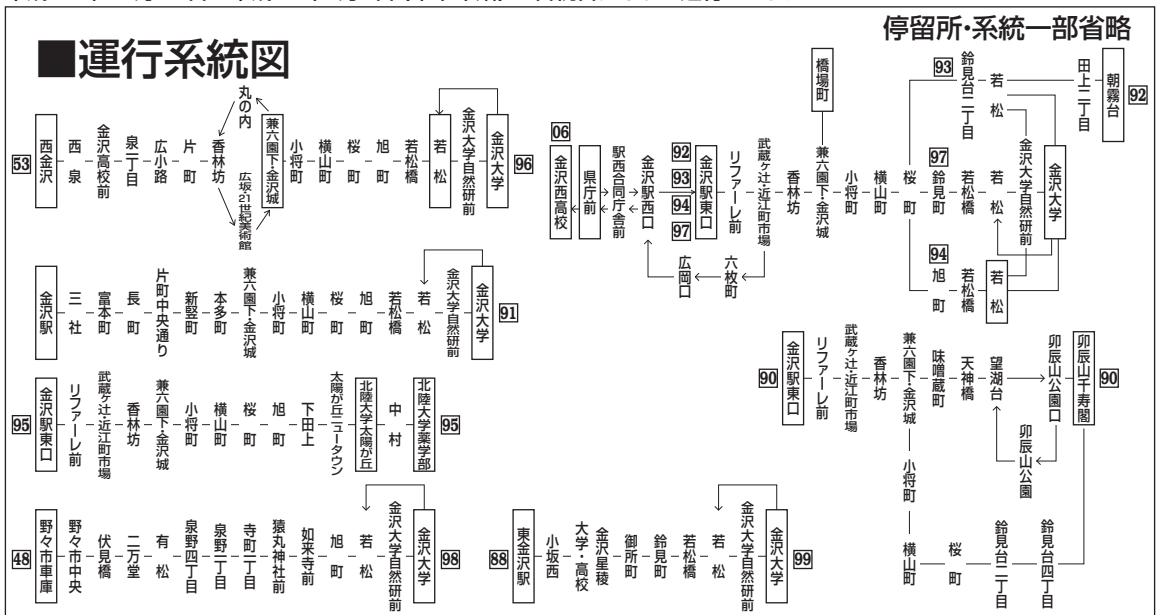 停留所・系統一部省略
■運行系統図
53
西金沢
西泉
金沢高校前
泉二丁目
広小路
片町
香林坊
丸の内
広坂21世紀美術館
兼六園下・金沢城
小将町
横山町
桜町
旭町
若松橋
若松
金沢大学自然研前
金沢大学
96
金沢駅
三社
富本町
長町
片町中央通り
新竪町
本多町
兼六園下・金沢城
小将町
横山町
桜町
旭町
若松橋
若松
金沢大学自然研前
金沢大学
91
95
金沢駅東口
リファーレ前
武蔵ヶ辻・近江町市場
香林坊
兼六園下・金沢城
小将町
横山町
桜町
旭町
下田上
太陽が丘ニュータウン
北陸大学太陽が丘
中村
北陸大学薬学部
95
48
野々市車庫
野々市中央
伏見橋
二万堂
有松
泉野四丁目
泉野二丁目
寺町一丁目
猿丸神社前
如来寺前
旭町
若松
金沢大学自然研前
金沢大学
98
06
金沢西高校
県庁前
駅西合同庁舎前
金沢駅西口
92
93
94
97
金沢駅東口
リファーレ前
武蔵ヶ辻・近江町市場
六枚町
広岡口
香林坊
橋場町
兼六園下・金沢城
小将町
横山町
桜町
93
鈴見台二丁目
若松
田上二丁目
朝霧台
92
97
鈴見町
若松橋
若松
金沢大学自然研前
金沢大学
94
旭町
若松橋
若松
90
金沢駅東口
リファーレ前
武蔵ヶ辻・近江町市場
香林坊
兼六園下・金沢城
味噌蔵町
天神橋
望湖台
卯辰山公園口
卯辰山公園
卯辰山千寿閣
90
小将町
横山町
桜町
鈴見台二丁目
鈴見台四丁目
88
東金沢駅
小坂西
金沢星稜
大学・高校
御所町
鈴見町
若松橋
若松
金沢大学自然研前
金沢大学
99